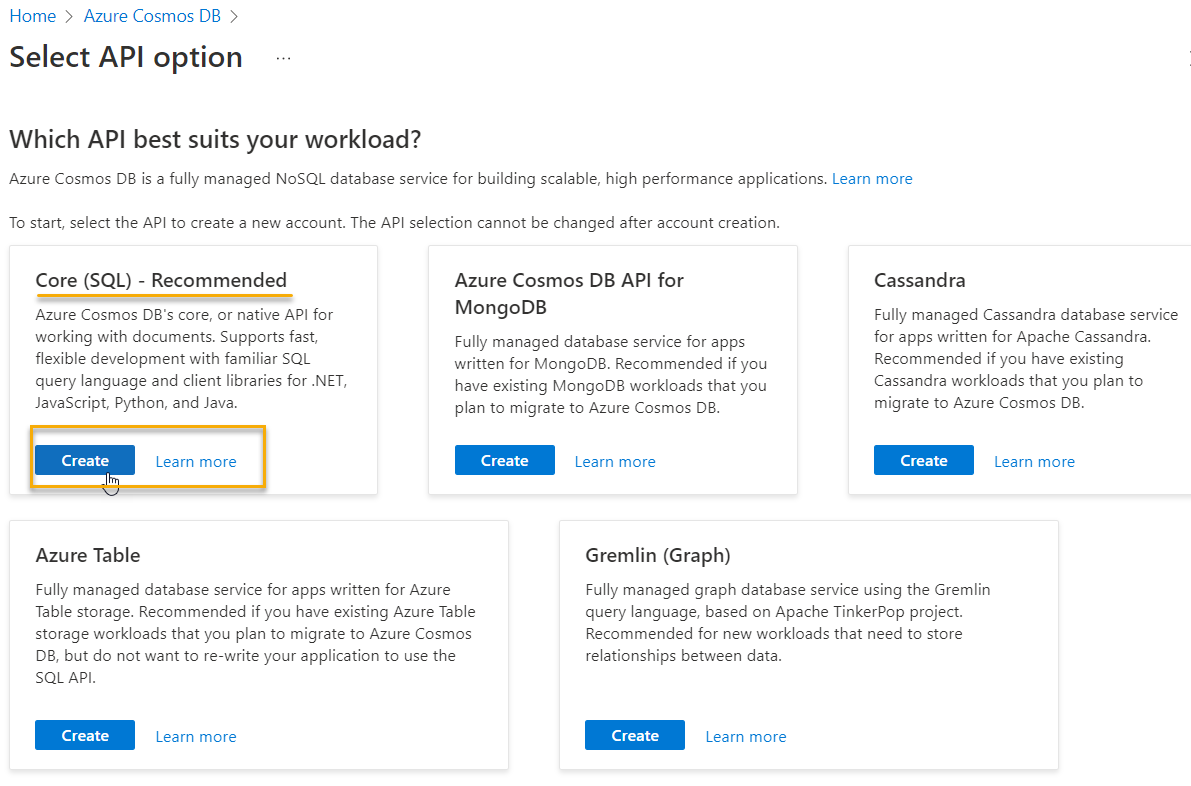 Home > Azure Cosmos DB >
Select API option ...
Which API best suits your workload?
Azure Cosmos DB is a fully managed NoSQL database service for building scalable, high performance applications. Learn more
To start, select the API to create a new account. The API selection cannot be changed after account creation.
Core (SQL) - Recommended
Azure Cosmos DB's core, or native API for
working with documents. Supports fast,
flexible development with familiar SQL
query language and client libraries for .NET,
JavaScript, Python, and Java.
Create Learn more
Azure Cosmos DB API for
MongoDB
Fully managed database service for apps
written for MongoDB. Recommended if you
have existing MongoDB workloads that you
plan to migrate to Azure Cosmos DB.
Create Learn more
Cassandra
Fully managed Cassandra database service
for apps written for Apache Cassandra.
Recommended if you have existing
Cassandra workloads that you plan to
migrate to Azure Cosmos DB.
Create Learn more
Azure Table
Fully managed database service for apps written for Azure
Table storage. Recommended if you have existing Azure Table
storage workloads that you plan to migrate to Azure Cosmos
DB, but do not want to re-write your application to use the
SQL API.
Create Learn more
Gremlin (Graph)
Fully managed graph database service using the Gremlin
query language, based on Apache TinkerPop project.
Recommended for new workloads that need to store
relationships between data.
Create Learn more